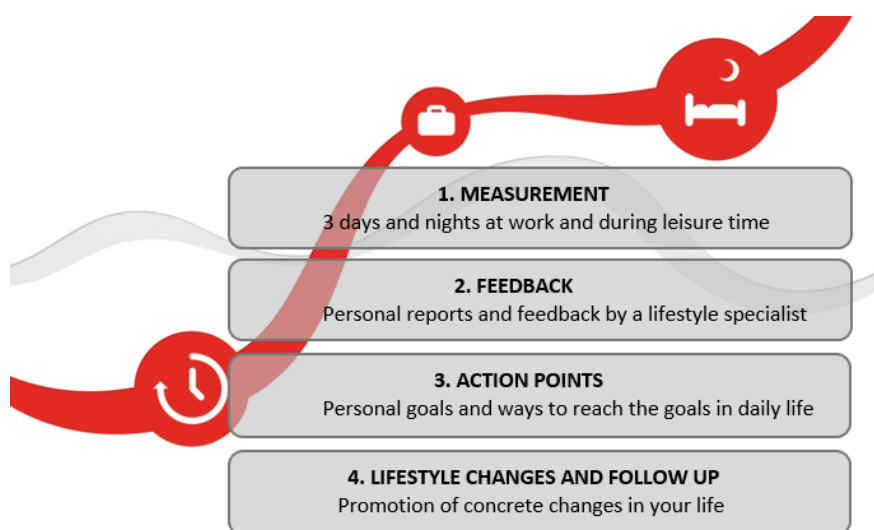 1. MEASUREMENT
3 days and nights at work and during leisure time
2. FEEDBACK
Personal reports and feedback by a lifestyle specialist
3. ACTION POINTS
Personal goals and ways to reach the goals in daily life
4. LIFESTYLE CHANGES AND FOLLOW UP
Promotion of concrete changes in your life